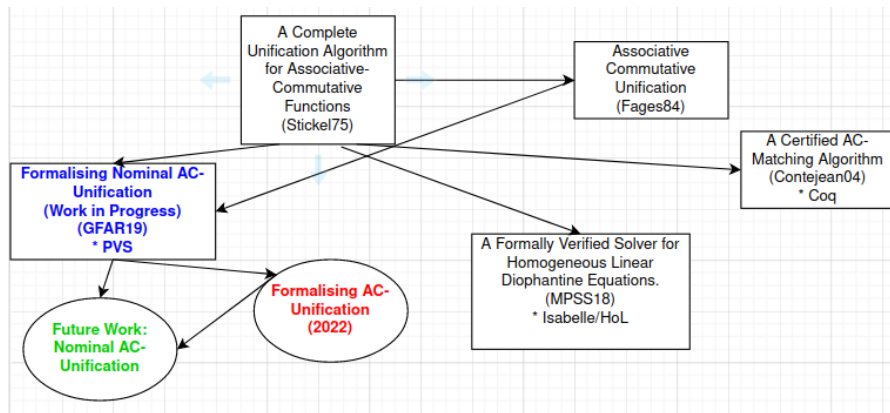 A Complete
Unification Algorithm
for Associative-
Commutative
Functions
(Stickel75)
Associative
Commutative
Unification
(Fages84)
A Certified AC-
Matching Algorithm
(Contejean04)
* Coq
Formalising Nominal AC-
Unification
(Work in Progress)
(GFAR19)
* PVS
A Formally Verified Solver for
Homogeneous Linear
Diophantine Equations.
(MPSS18)
* Isabelle/HoL
Formalising AC-
Unification
(2022)
Future Work:
Nominal AC-
Unification